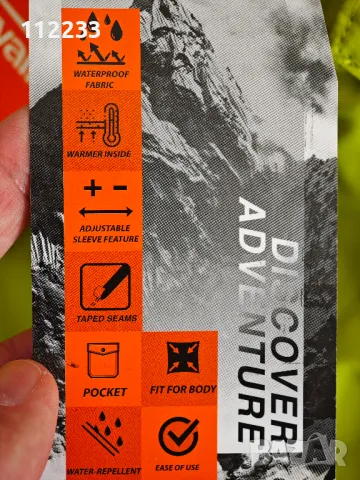 112233
WATERPROOF
FABRIC
WARMER INSIDE
+ -
ADJUSTABLE
SLEEVE FEATURE
TAPED SEAMS
POCKET
FIT FOR BODY
WATER-REPELLENT
EASE OF USE
DISCOVER
ADVENTURE
BAZAR